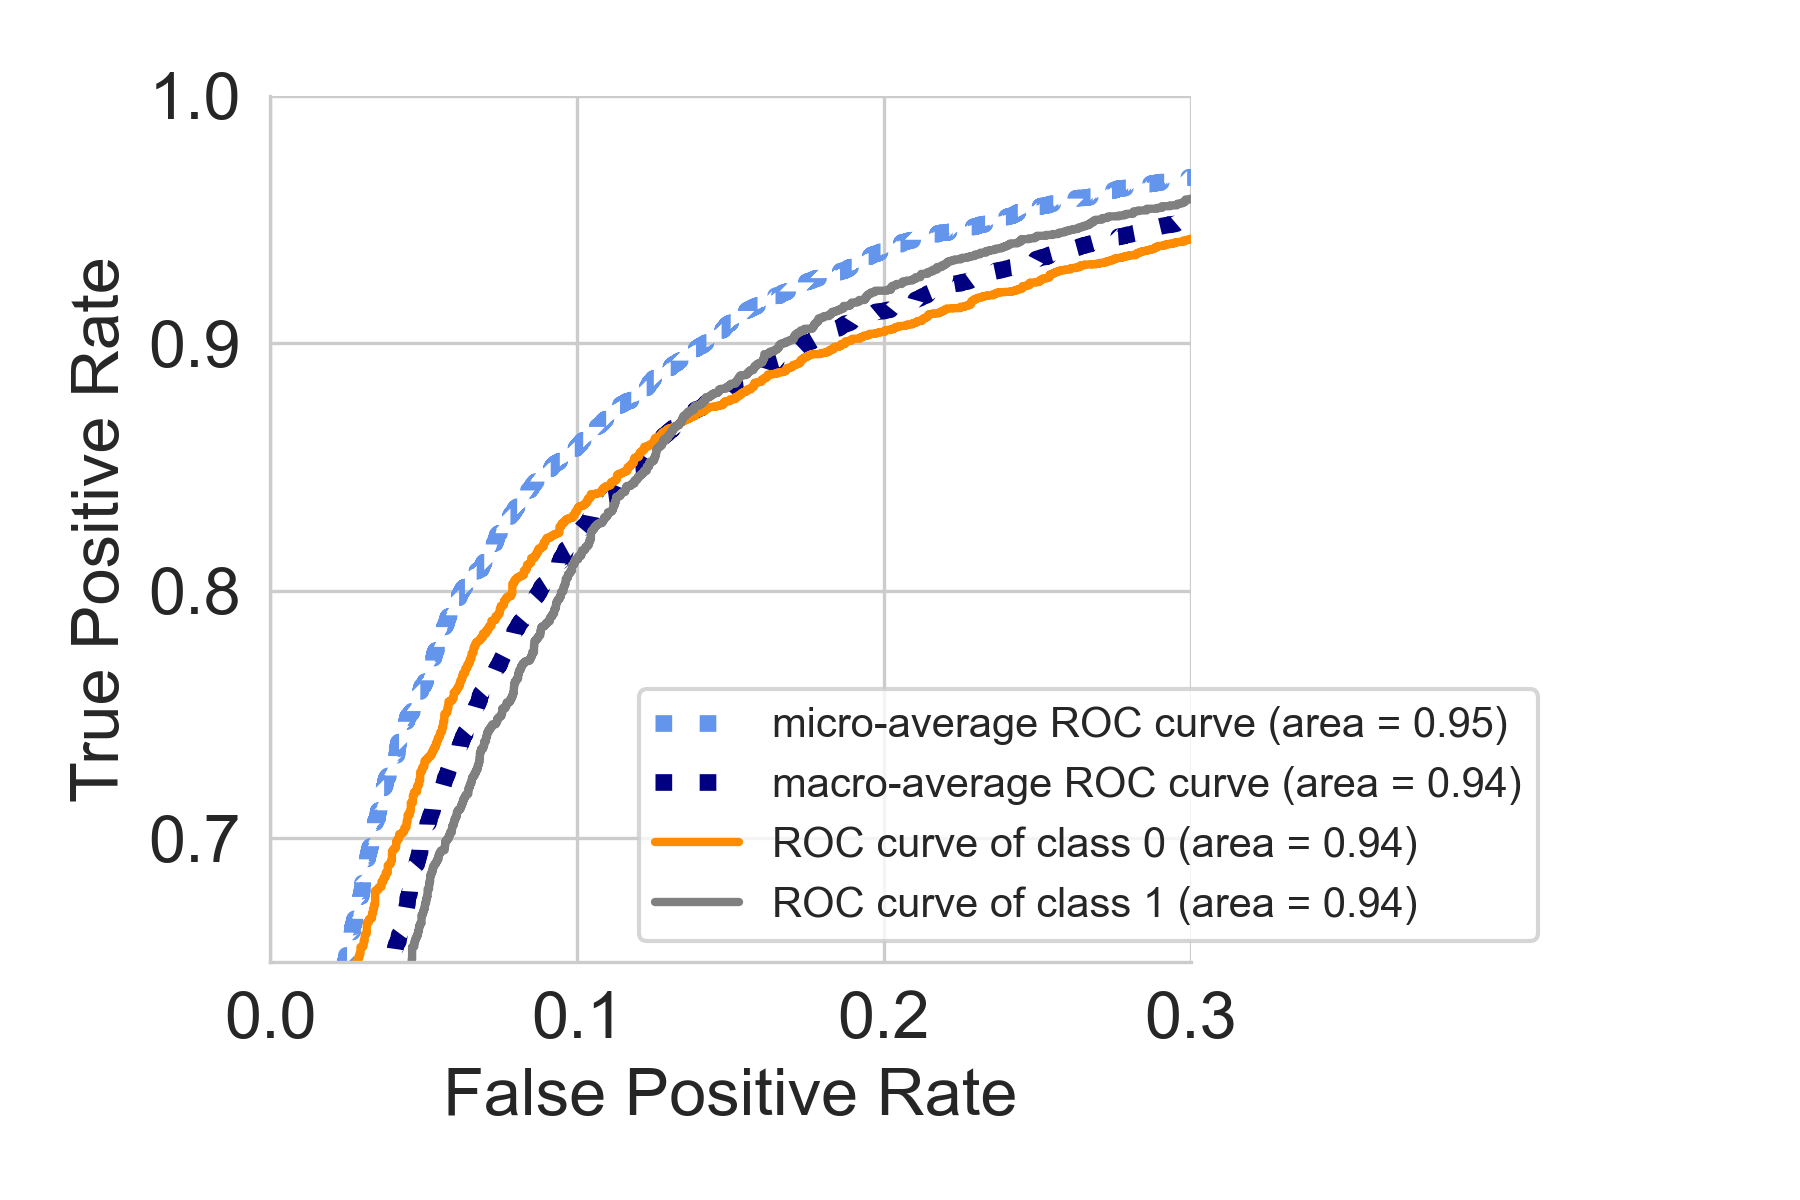 1.0
0.9
0.8
0.7
True Positive Rate
micro-average ROC curve (area = 0.95)
macro-average ROC curve (area = 0.94)
ROC curve of class 0 (area = 0.94)
ROC curve of class 1 (area = 0.94)
0.0 0.1 0.2 0.3
False Positive Rate